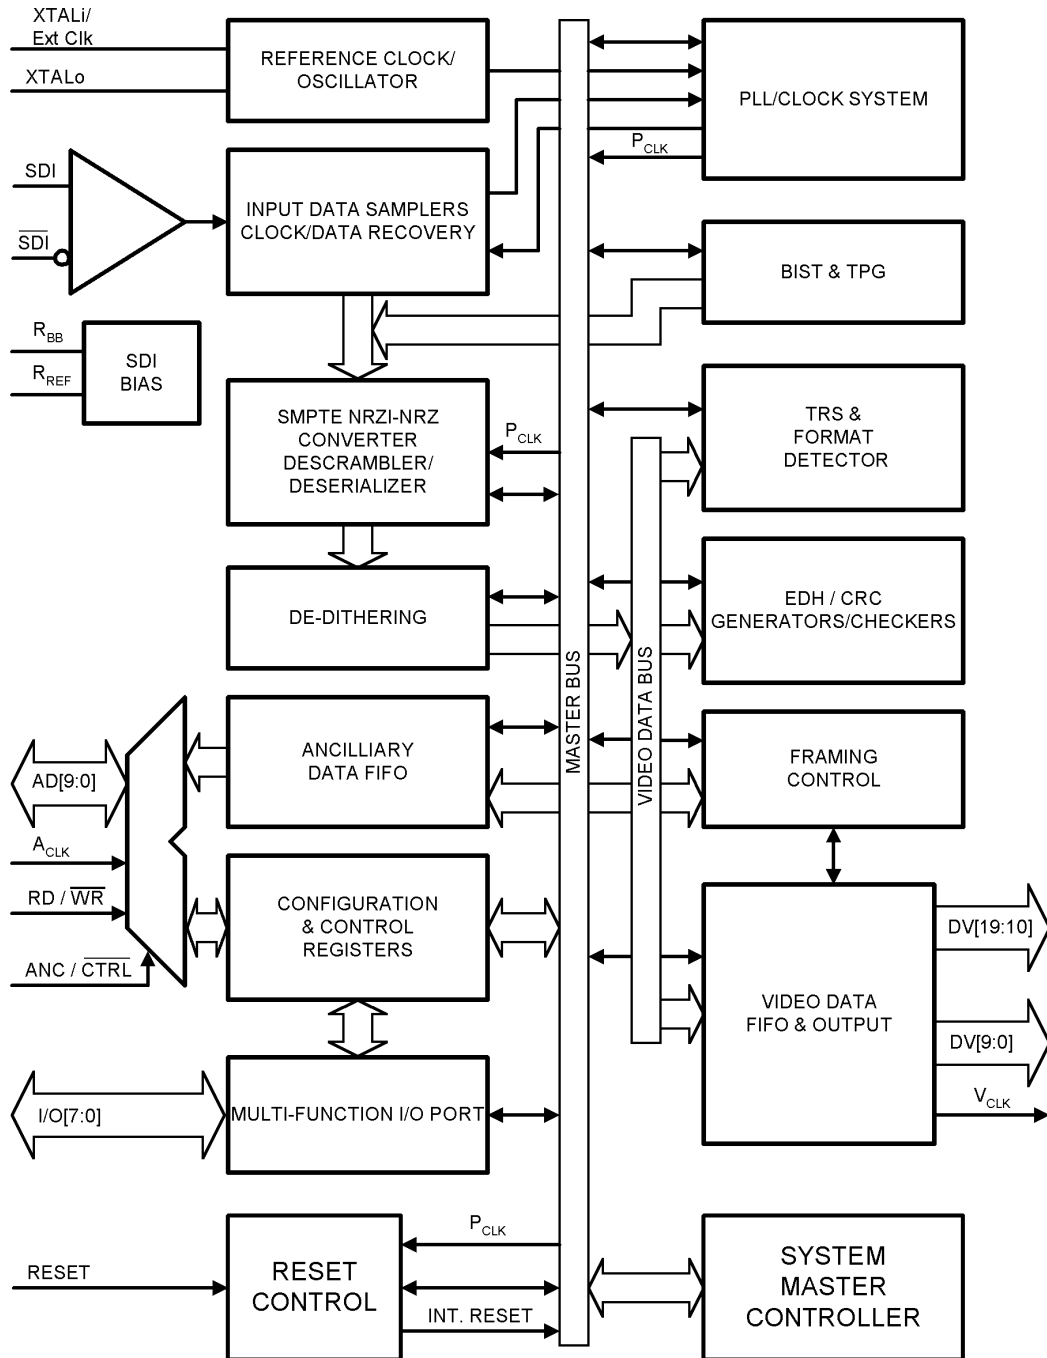 XTALi/
Ext Clk
XTALo
REFERENCE CLOCK/
OSCILLATOR
PLL/CLOCK SYSTEM
PCLK
SDI
SDI
INPUT DATA SAMPLERS
CLOCK/DATA RECOVERY
BIST & TPG
RBB
RREF
SDI
BIAS
SMPTE NRZI-NRZ
CONVERTER
DESCRAMBLER/
DESERIALIZER
PCLK
TRS &
FORMAT
DETECTOR
DE-DITHERING
EDH / CRC
GENERATORS/CHECKERS
MASTER BUS
VIDEO DATA BUS
AD[9:0]
ACLK
RD / WR
ANC / CTRL
ANCILLIARY
DATA FIFO
FRAMING
CONTROL
CONFIGURATION
& CONTROL
REGISTERS
VIDEO DATA
FIFO & OUTPUT
DV[19:10]
DV[9:0]
VCLK
I/O[7:0]
MULTI-FUNCTION I/O PORT
RESET
RESET
CONTROL
PCLK
INT. RESET
SYSTEM
MASTER
CONTROLLER